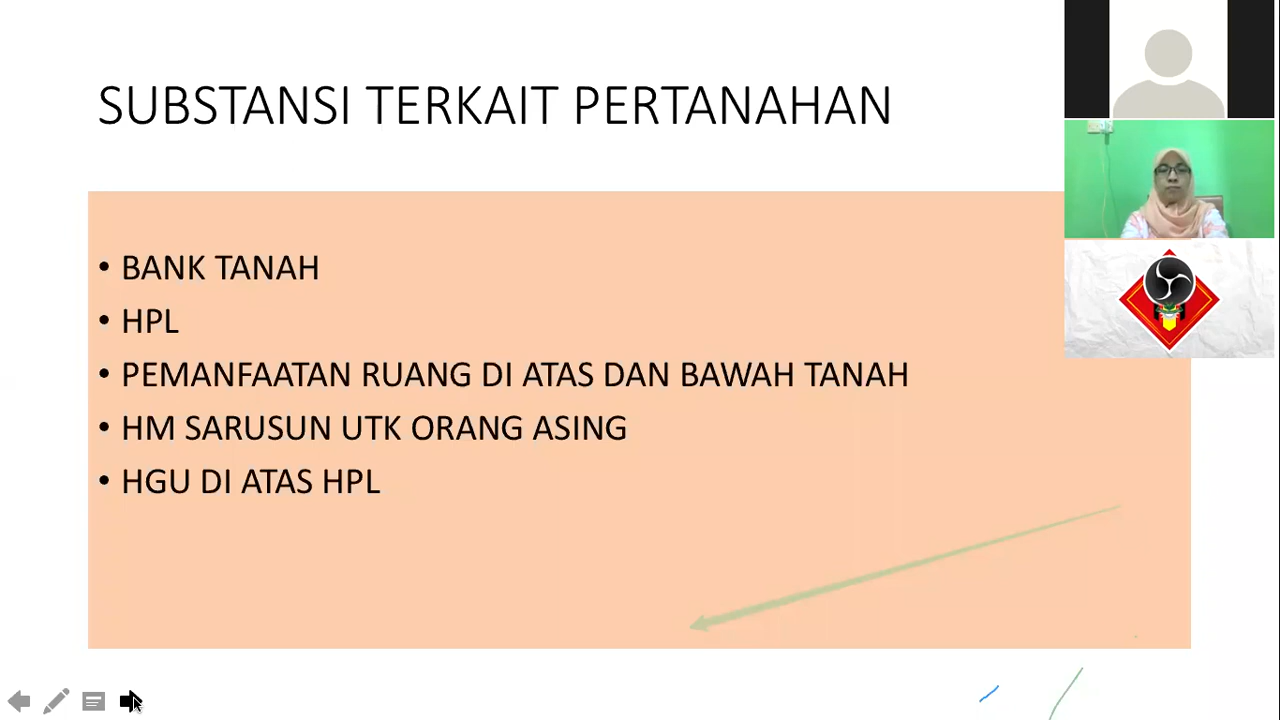 SUBSTANSI TERKAIT PERTANAHAN
• BANK TANAH
• HPL
• PEMANFAATAN RUANG DI ATAS DAN BAWAH TANAH
• HM SARUSUN UTK ORANG ASING
• HGU DI ATAS HPL